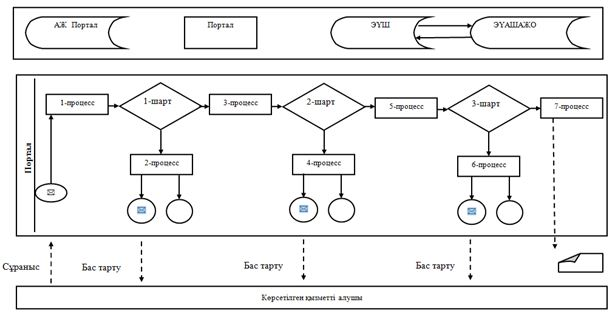 АЖ Портал
Портал
ЭҮШ
ЭҮАШАЖО
Портал
1-процесс
1-шарт
3-процесс
2-шарт
5-процесс
3-шарт
7-процесс
2-процесс
4-процесс
6-процесс
Сұраныс
Бас тарту
Бас тарту
Бас тарту
Көрсетілген қызметті алушы